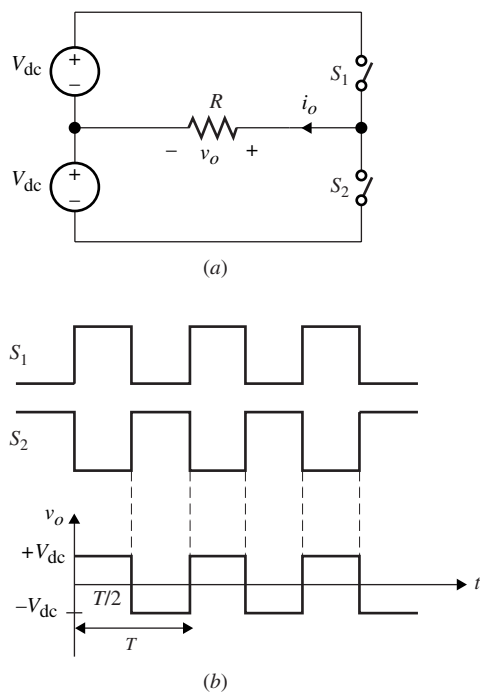 V_dc
+
−
S_1
R
i_o
− v_o +
V_dc
+
−
S_2
(a)
S_1
S_2
v_o
+V_dc
T/2
t
−V_dc
T
(b)